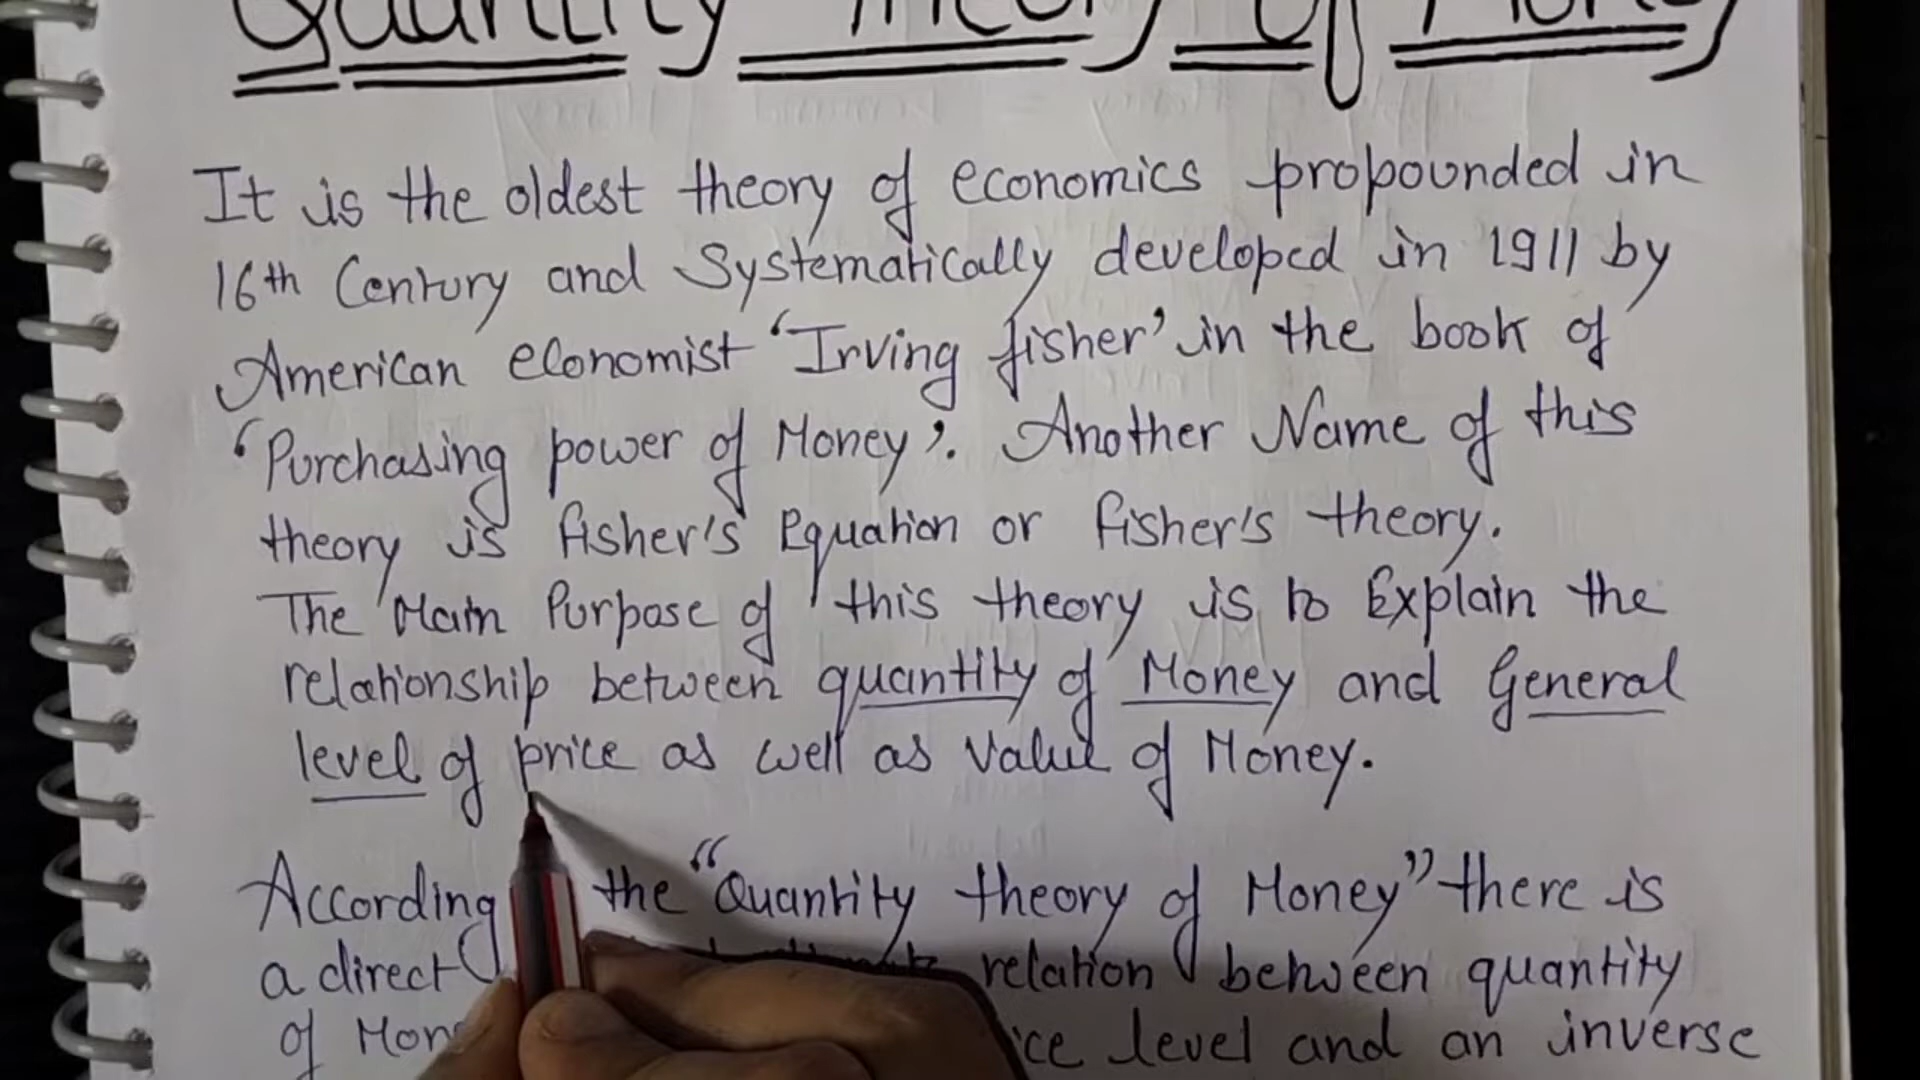 Quantity Theory of Money
It is the oldest theory of economics propounded in
16th Century and Systematically developed in 1911 by
American economist 'Irving fisher' in the book of
'Purchasing power of Money'. Another Name of this
theory is fisher's Equation or fisher's theory.
The Main Purpose of this theory is to Explain the
relationship between quantity of Money and General
level of price as well as Value of Money.
According the "Quantity theory of Money" there is
a direct relation between quantity
of level and an inverse